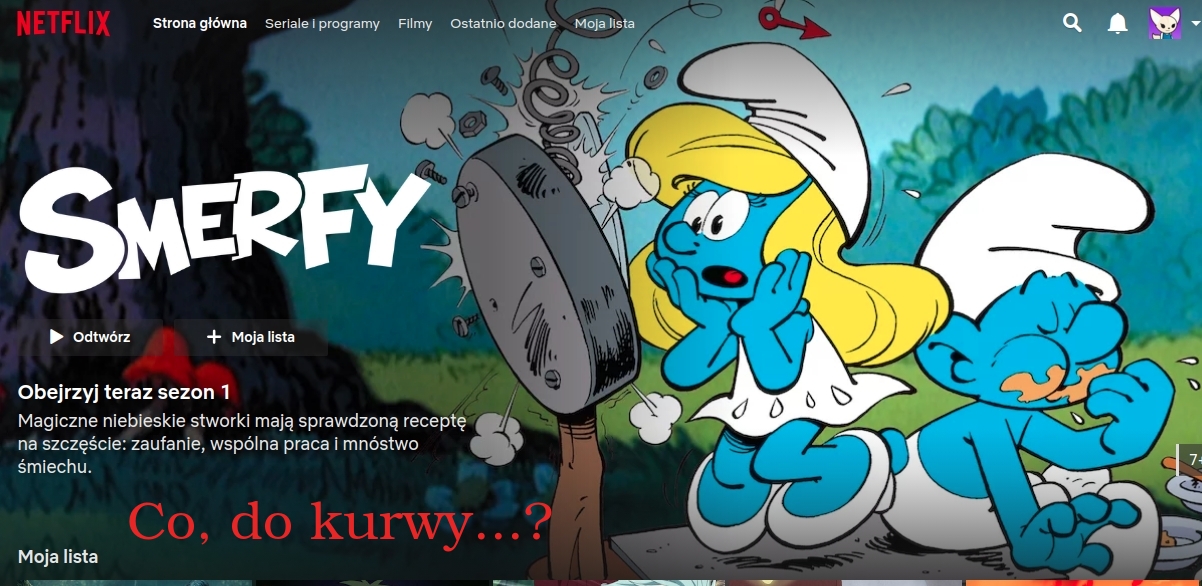 NETFLIX Strona główna Seriale i programy Filmy Ostatnio dodane Moja lista
SMERFY
Odtwórz Moja lista
Obejrzyj teraz sezon 1
Magiczne niebieskie stworki mają sprawdzoną receptę
na szczęście: zaufanie, wspólna praca i mnóstwo
śmiechu.
7+
Co, do kurwy...?
Moja lista